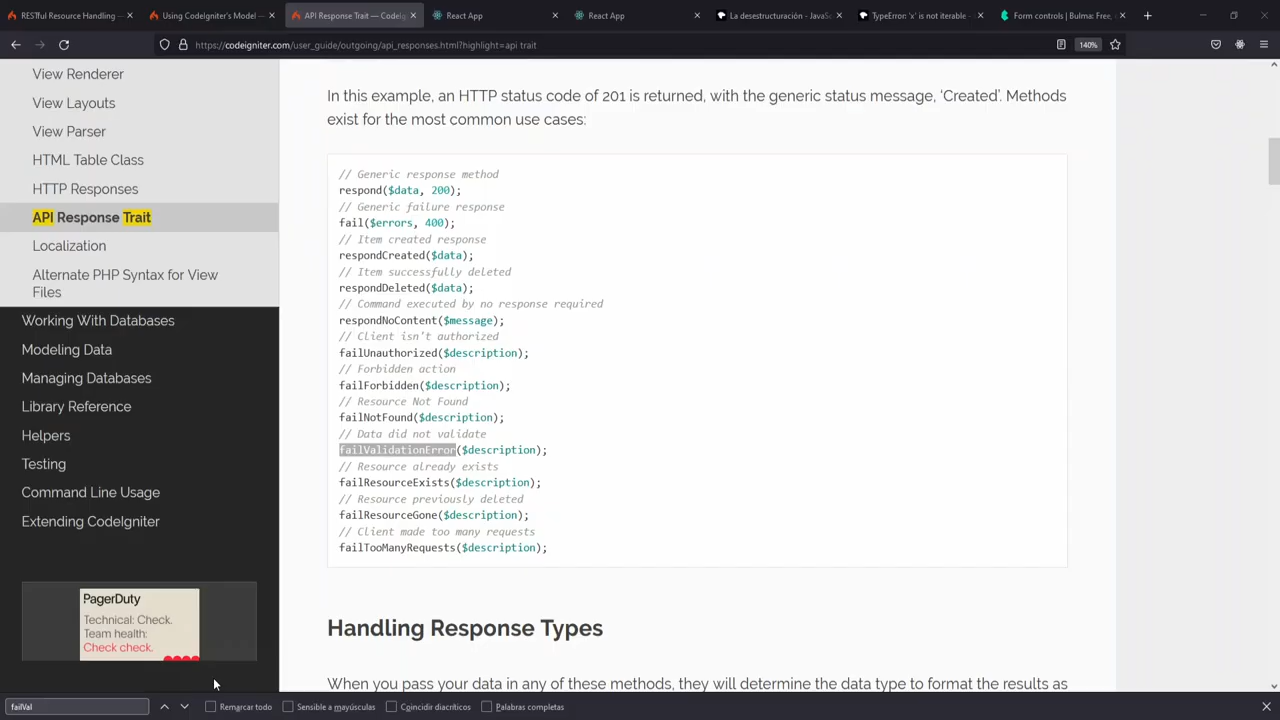 RESTful Resource Handling —
Using CodeIgniter's Model —
API Response Trait — CodeIg
React App
React App
La desestructuración - JavaSc
TypeError: 'x' is not iterable -
Form controls | Bulma: Free,
https://codeigniter.com/user_guide/outgoing/api_responses.html?highlight=api trait
140%
View Renderer
View Layouts
View Parser
HTML Table Class
HTTP Responses
API Response Trait
Localization
Alternate PHP Syntax for View
Files
Working With Databases
Modeling Data
Managing Databases
Library Reference
Helpers
Testing
Command Line Usage
Extending CodeIgniter
PagerDuty
Technical: Check.
Team health:
Check check.
In this example, an HTTP status code of 201 is returned, with the generic status message, ‘Created’. Methods
exist for the most common use cases:
// Generic response method
respond($data, 200);
// Generic failure response
fail($errors, 400);
// Item created response
respondCreated($data);
// Item successfully deleted
respondDeleted($data);
// Command executed by no response required
respondNoContent($message);
// Client isn’t authorized
failUnauthorized($description);
// Forbidden action
failForbidden($description);
// Resource Not Found
failNotFound($description);
// Data did not validate
failValidationError($description);
// Resource already exists
failResourceExists($description);
// Resource previously deleted
failResourceGone($description);
// Client made too many requests
failTooManyRequests($description);
Handling Response Types
When you pass your data in any of these methods, they will determine the data type to format the results as
failVal
Remarcar todo
Sensible a mayúsculas
Coincidir diacríticos
Palabras completas